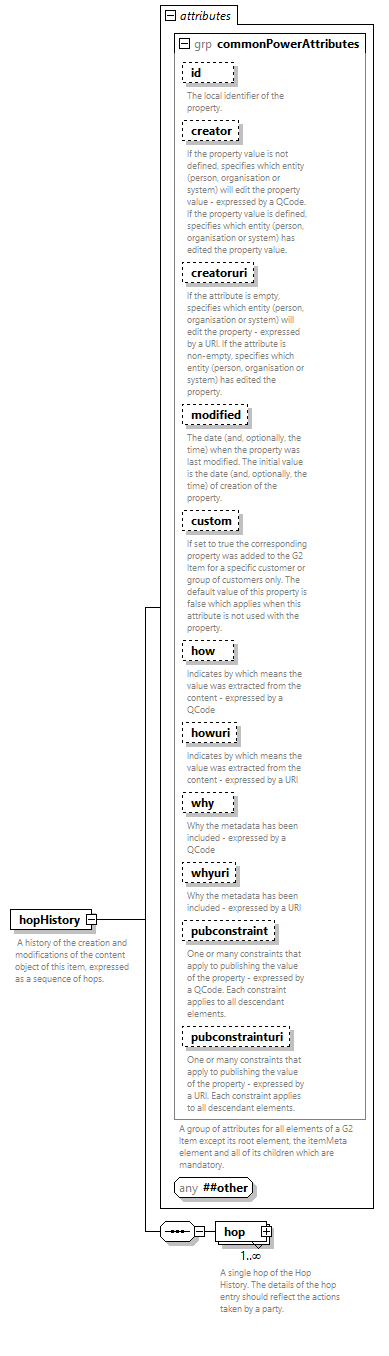 attributes
grp commonPowerAttributes
id
The local identifier of the
property.
creator
If the property value is not
defined, specifies which entity
(person, organisation or
system) will edit the property
value - expressed by a QCode.
If the property value is defined,
specifies which entity (person,
organisation or system) has
edited the property value.
creatoruri
If the attribute is empty,
specifies which entity (person,
organisation or system) will
edit the property - expressed
by a URI. If the attribute is
non-empty, specifies which
entity (person, organisation or
system) has edited the
property.
modified
The date (and, optionally, the
time) when the property was
last modified. The initial value
is the date (and, optionally, the
time) of creation of the
property.
custom
If set to true the corresponding
property was added to the G2
Item for a specific customer or
group of customers only. The
default value of this property is
false which applies when this
attribute is not used with the
property.
how
Indicates by which means the
value was extracted from the
content - expressed by a
QCode
howuri
Indicates by which means the
value was extracted from the
content - expressed by a URI
why
Why the metadata has been
included - expressed by a
QCode
whyuri
Why the metadata has been
included - expressed by a URI
pubconstraint
One or many constraints that
apply to publishing the value
of the property - expressed by
a QCode. Each constraint
applies to all descendant
elements.
pubconstrainturi
One or many constraints that
apply to publishing the value
of the property - expressed by
a URI. Each constraint applies
to all descendant elements.
A group of attributes for all elements of a G2
Item except its root element, the itemMeta
element and all of its children which are
mandatory.
any ##other
hopHistory
A history of the creation and
modifications of the content
object of this item, expressed
as a sequence of hops.
hop
1..∞
A single hop of the Hop
History. The details of the hop
entry should reflect the actions
taken by a party.